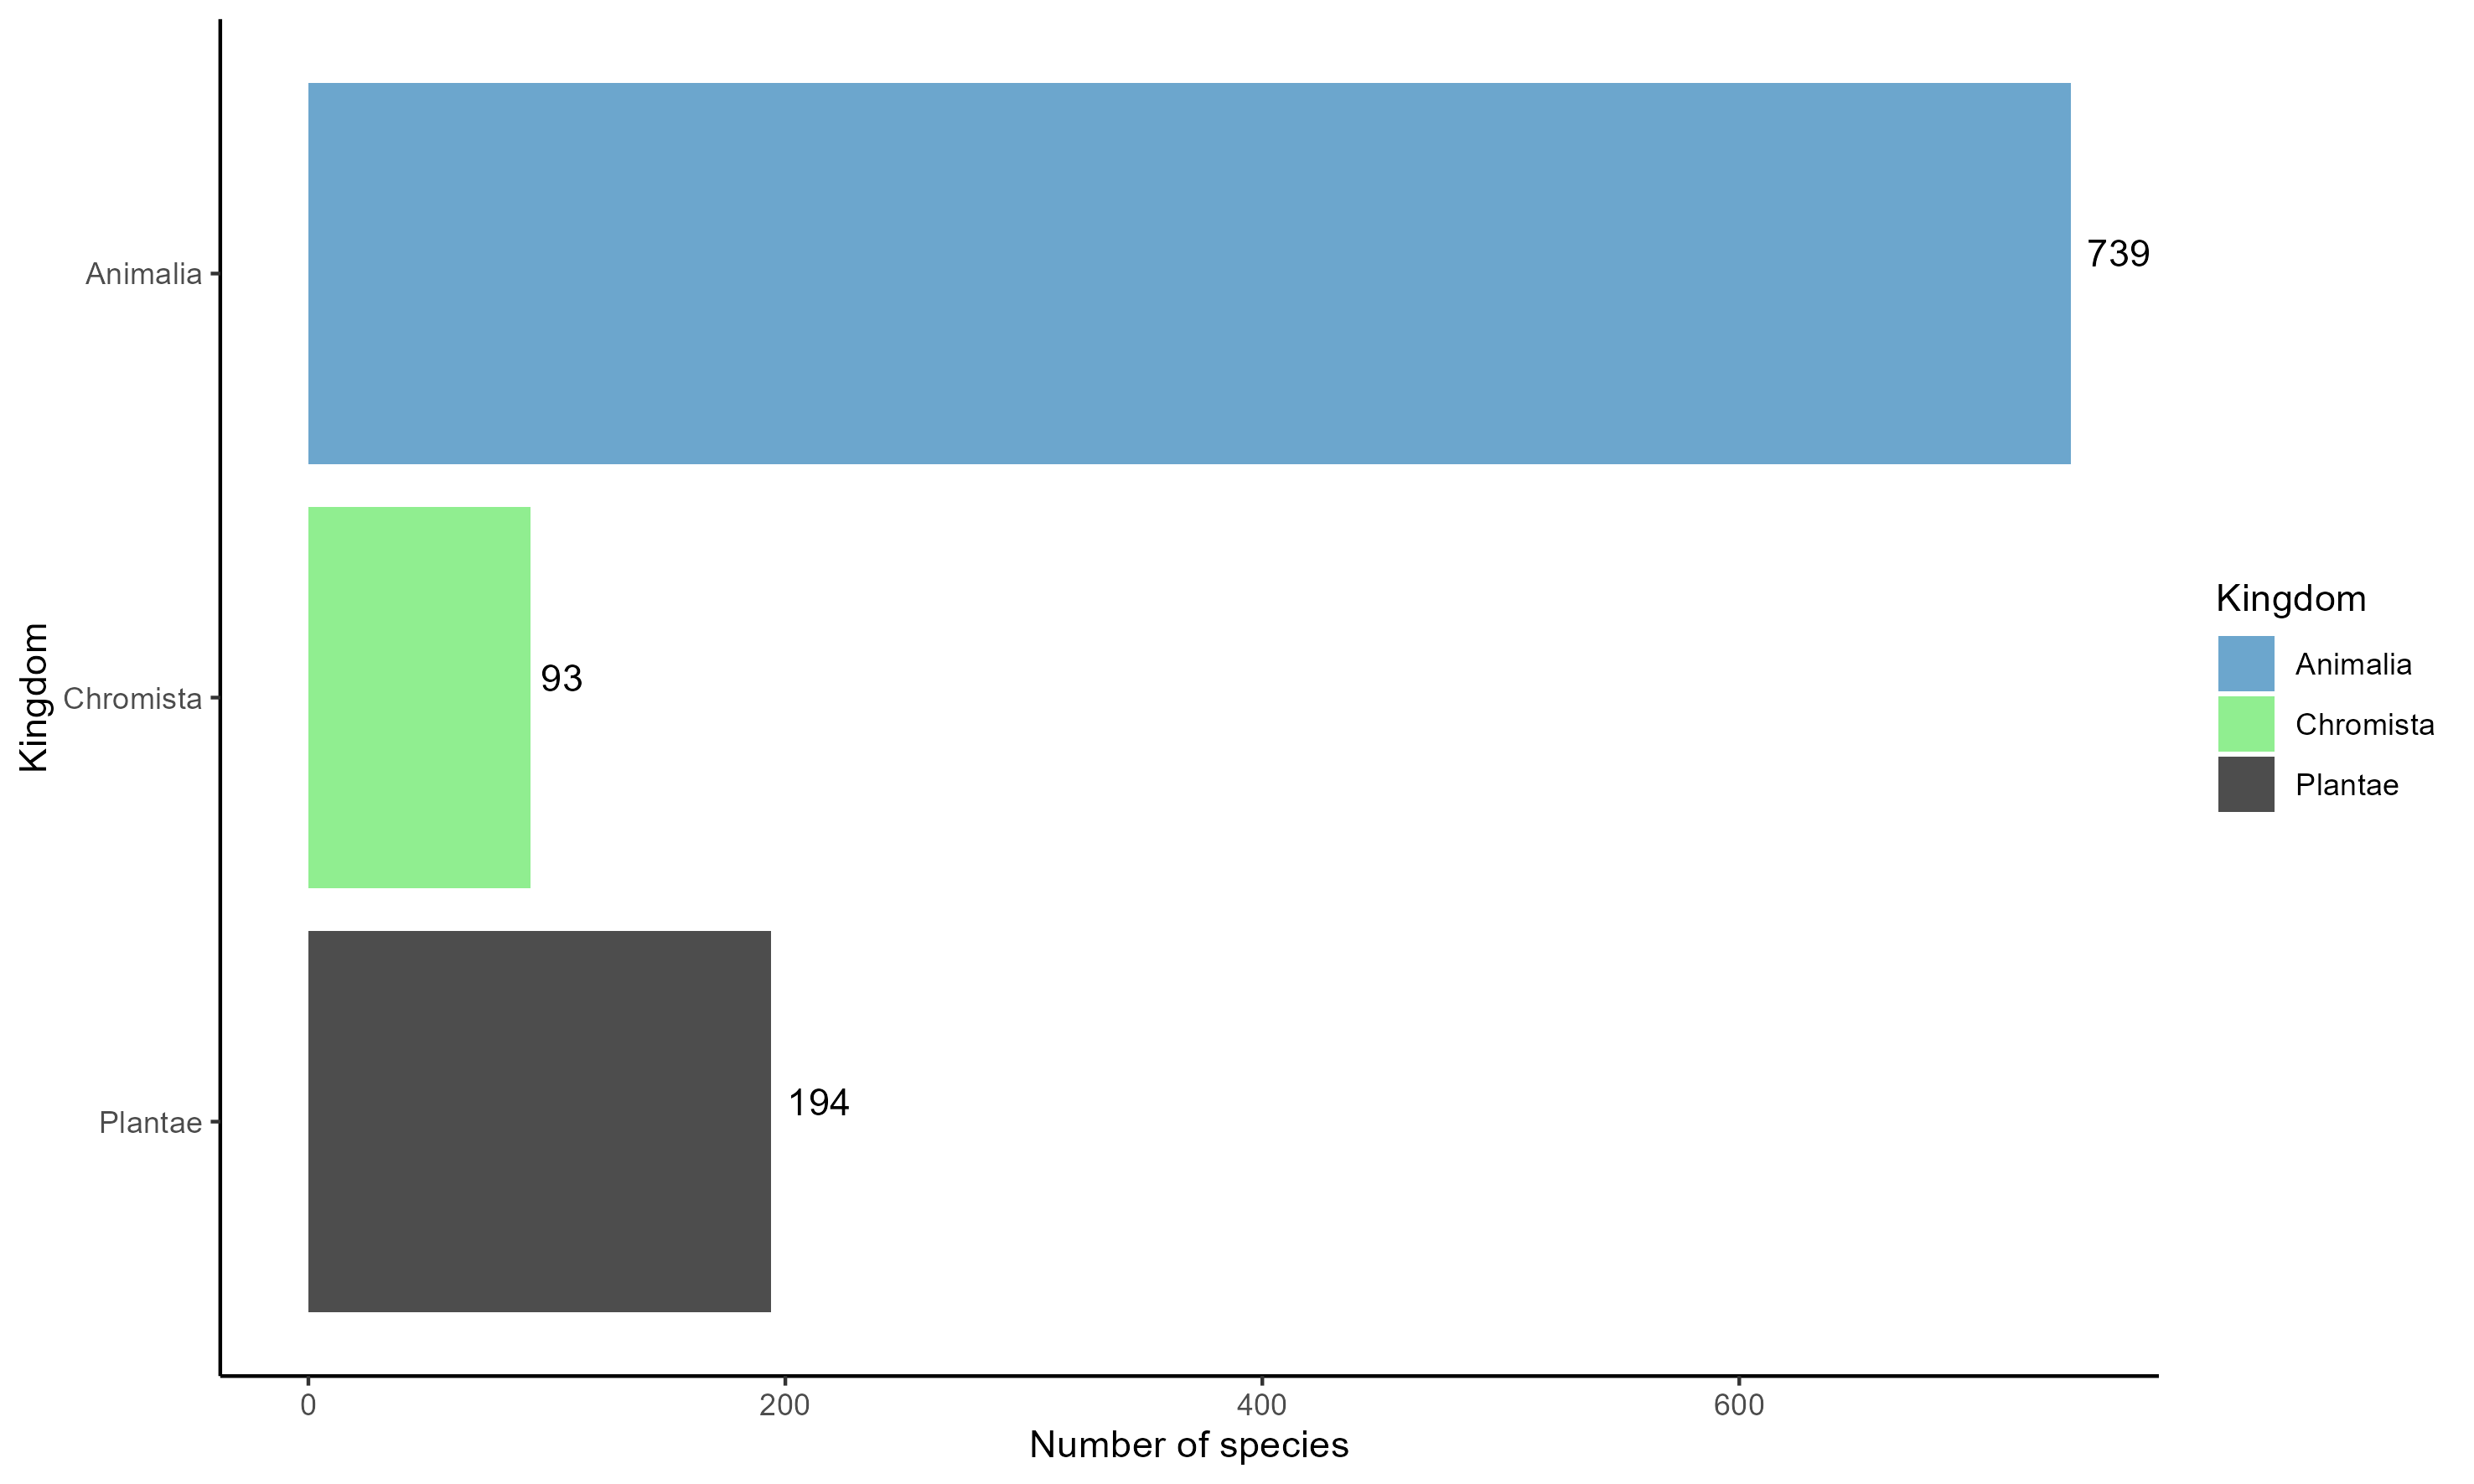 Kingdom
Animalia
739
Chromista
93
Plantae
194
0 200 400 600
Number of species
Kingdom
Animalia
Chromista
Plantae